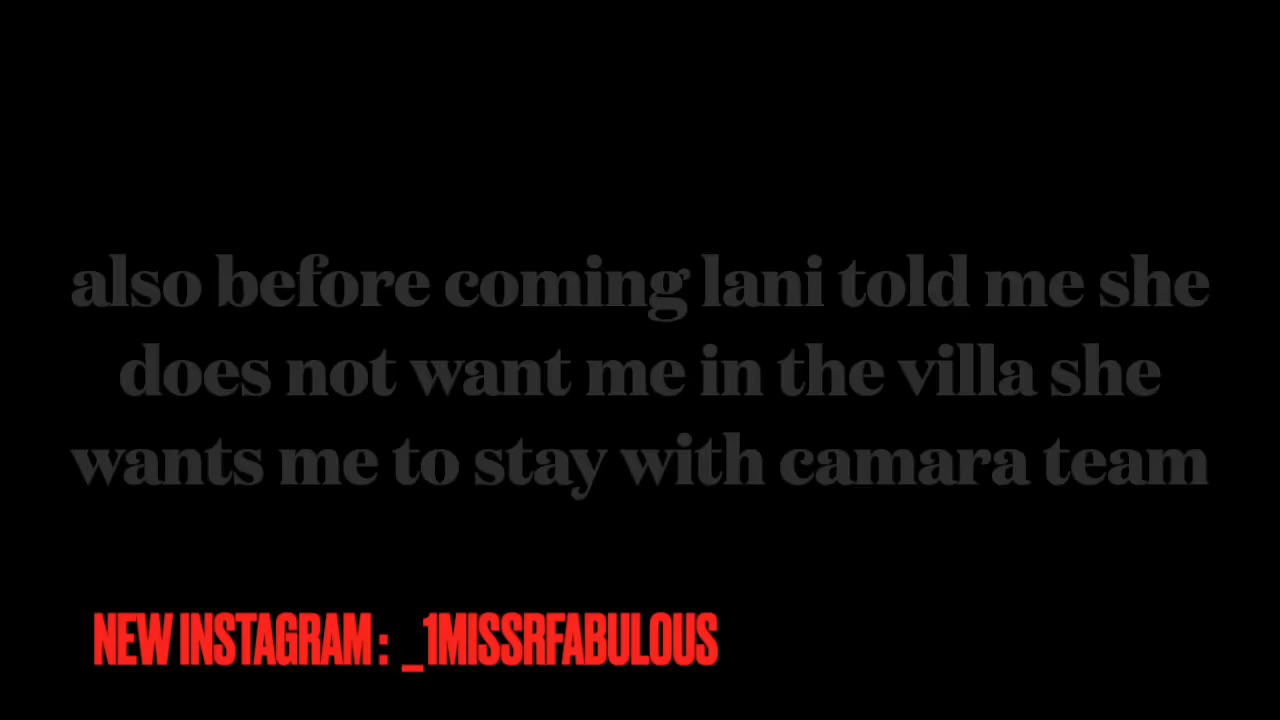 also before coming lani told me she
does not want me in the villa she
wants me to stay with camara team
NEW INSTAGRAM : _1MISSRFABULOUS